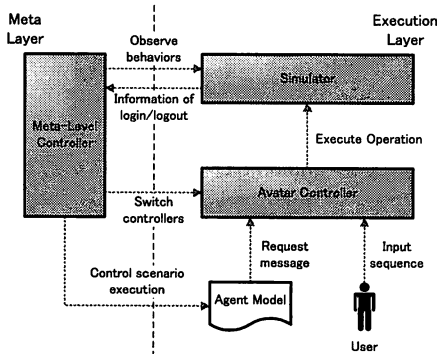 Meta
Layer
Execution
Layer
Observe
behaviors
Simulator
Information of
login/logout
Meta-Level
Controller
Execute Operation
Avatar Controller
Switch
controllers
Request
message
Input
sequence
Control scenario
execution
Agent Model
User